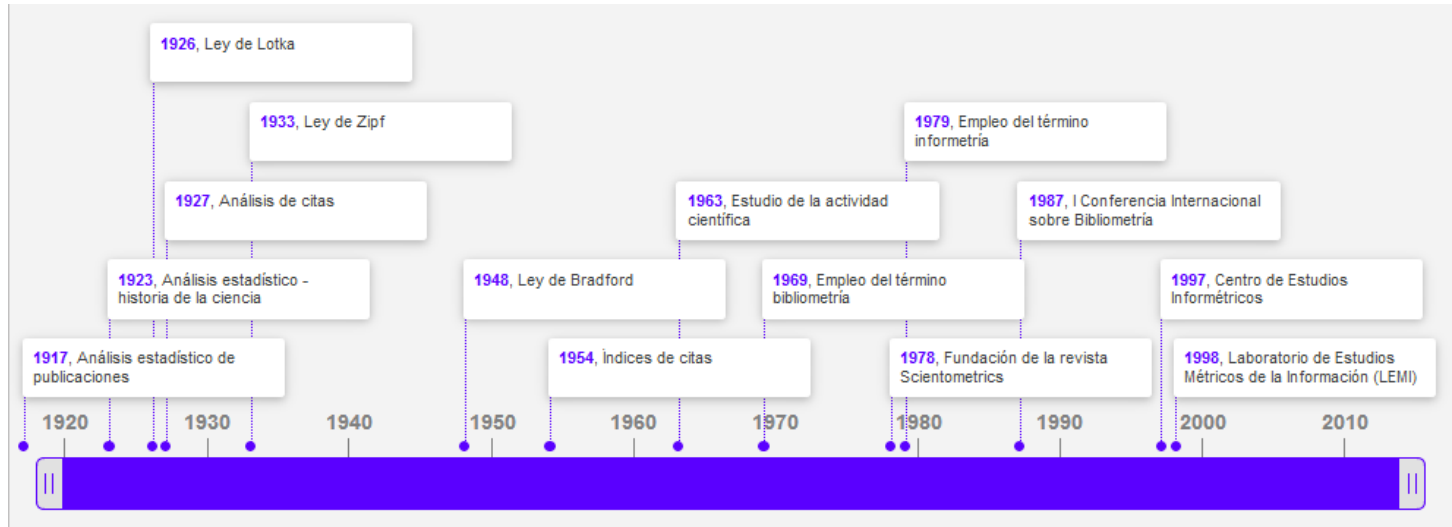 1926, Ley de Lotka
1933, Ley de Zipf
1979, Empleo del término
informetría
1927, Análisis de citas
1963, Estudio de la actividad
científica
1987, I Conferencia Internacional
sobre Bibliometría
1923, Análisis estadístico -
historia de la ciencia
1948, Ley de Bradford
1969, Empleo del término
bibliometría
1997, Centro de Estudios
Informétricos
1917, Análisis estadístico de
publicaciones
1954, Índices de citas
1978, Fundación de la revista
Scientometrics
1998, Laboratorio de Estudios
Métricos de la Información (LEMI)
1920 1930 1940 1950 1960 1970 1980 1990 2000 2010